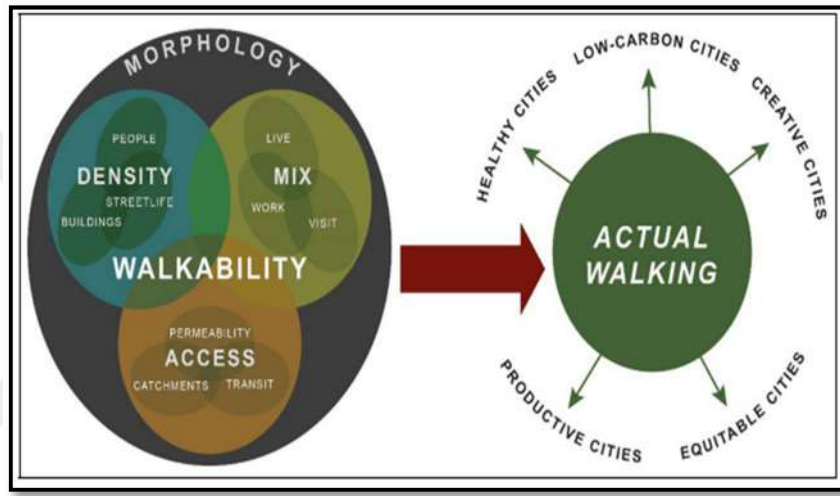 MORPHOLOGY
PEOPLE
DENSITY
STREETLIFE
BUILDINGS
LIVE
MIX
WORK
VISIT
WALKABILITY
PERMEABILITY
ACCESS
CATCHMENTS
TRANSIT
ACTUAL
WALKING
HEALTHY CITIES
LOW-CARBON CITIES
CREATIVE CITIES
PRODUCTIVE CITIES
EQUITABLE CITIES